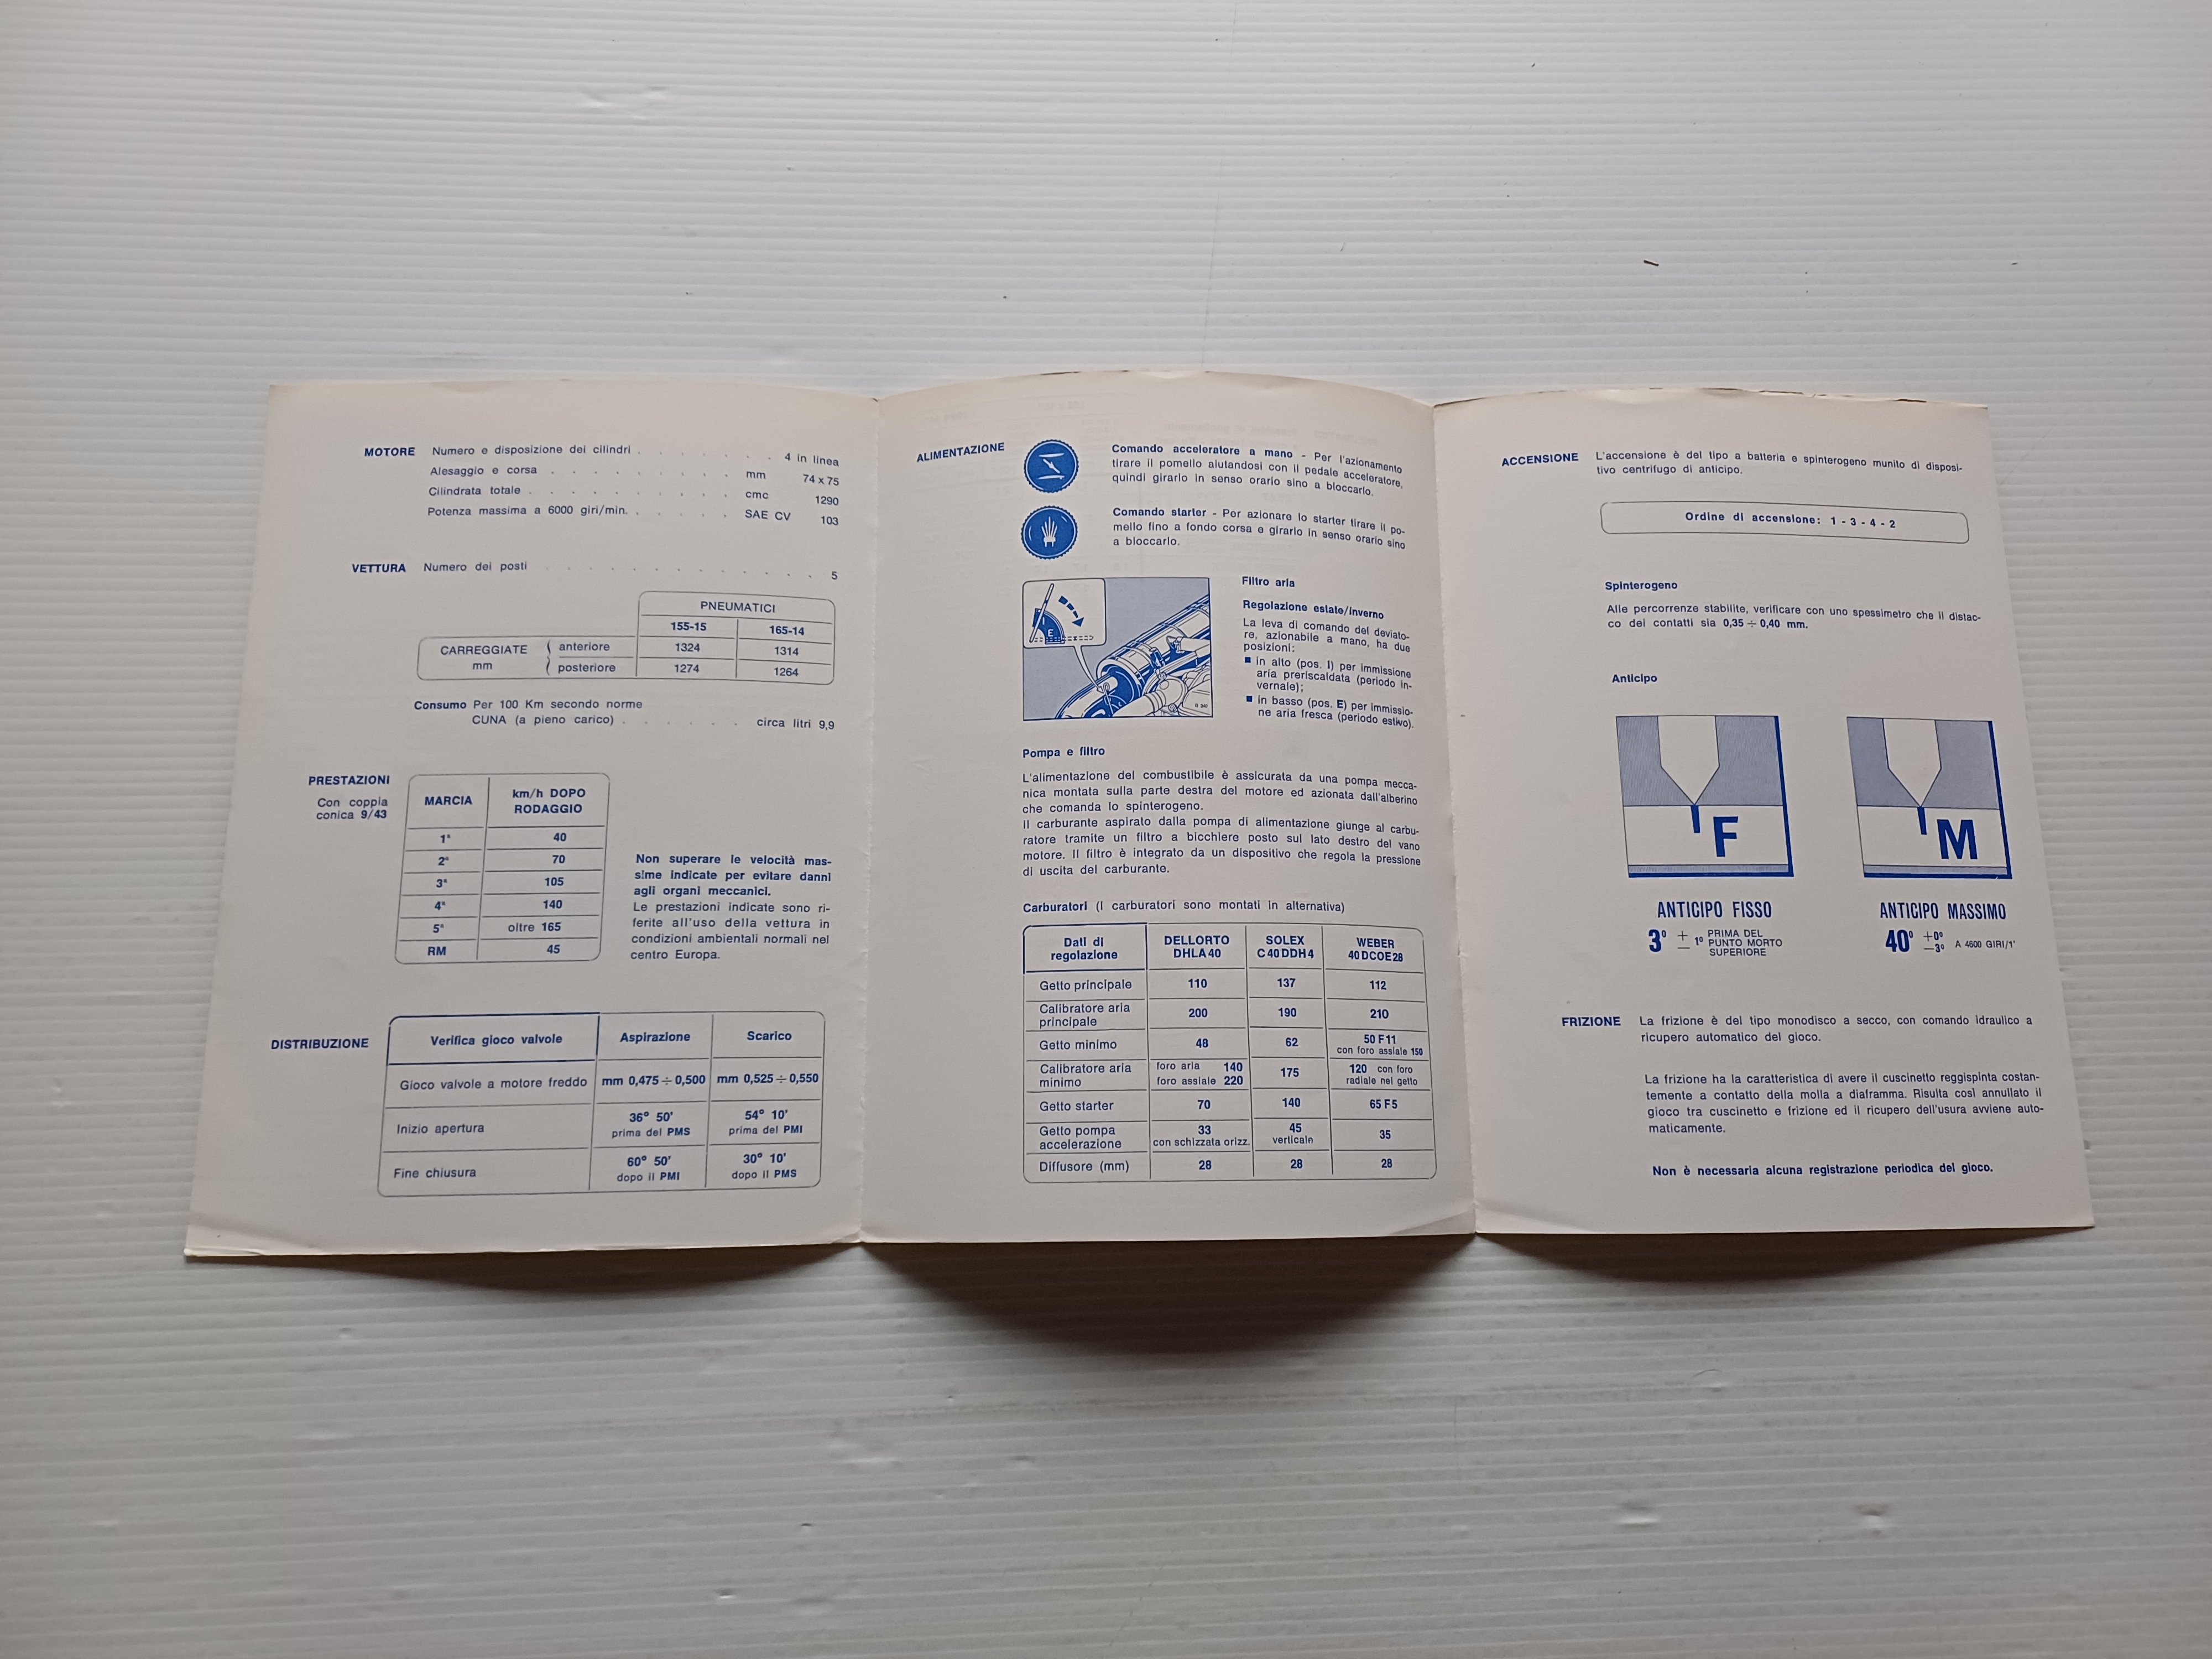 MOTORE Numero e disposizione dei cilindri . . . . . . . 4 in linea
Alesaggio e corsa . . . . . . . . . mm 74 x 75
Cilindrata totale . . . . . . . . . . cmc 1290
Potenza massima a 6000 giri/min. . . . . . . SAE CV 103
VETTURA Numero dei posti . . . . . . . . . . . . . 5
PNEUMATICI
155-15 165-14
CARREGGIATE mm
anteriore 1324 1314
posteriore 1274 1264
Consumo Per 100 Km secondo norme
CUNA (a pieno carico) . . . . . . circa litri 9,9
PRESTAZIONI
Con coppia
conica 9/43
MARCIA km/h DOPO
RODAGGIO
1ª 40
2ª 70
3ª 105
4ª 140
5ª oltre 165
RM 45
Non superare le velocità mas-
sime indicate per evitare danni
agli organi meccanici.
Le prestazioni indicate sono ri-
ferite all'uso della vettura in
condizioni ambientali normali nel
centro Europa.
DISTRIBUZIONE
Verifica gioco valvole Aspirazione Scarico
Gioco valvole a motore freddo mm 0,475 ÷ 0,500 mm 0,525 ÷ 0,550
Inizio apertura 36° 50' 54° 10'
prima del PMS prima del PMI
Fine chiusura 60° 50' 30° 10'
dopo il PMI dopo il PMS
ALIMENTAZIONE
Comando acceleratore a mano - Per l'azionamento
tirare il pomello aiutandosi con il pedale acceleratore,
quindi girarlo in senso orario sino a bloccarlo.
Comando starter - Per azionare lo starter tirare il po-
mello fino a fondo corsa e girarlo in senso orario sino
a bloccarlo.
E
Filtro aria
Regolazione estate/inverno
La leva di comando del deviato-
re, azionabile a mano, ha due
posizioni:
■ in alto (pos. I) per immissione
aria preriscaldata (periodo in-
vernale);
■ in basso (pos. E) per immissio-
ne aria fresca (periodo estivo).
Pompa e filtro
L'alimentazione del combustibile è assicurata da una pompa mecca-
nica montata sulla parte destra del motore ed azionata dall'alberino
che comanda lo spinterogeno.
Il carburante aspirato dalla pompa di alimentazione giunge al carbu-
ratore tramite un filtro a bicchiere posto sul lato destro del vano
motore. Il filtro è integrato da un dispositivo che regola la pressione
di uscita del carburante.
Carburatori (I carburatori sono montati in alternativa)
Dati di DELLORTO SOLEX WEBER
regolazione DHLA 40 C 40 DDH 4 40 DCOE 28
Getto principale 110 137 112
Calibratore aria
principale 200 190 210
Getto minimo 48 62 50 F 11
con foro assiale 150
Calibratore aria foro aria 140 175 120 con foro
minimo foro assiale 220 radiale nel getto
Getto starter 70 140 65 F 5
Getto pompa 33 45 35
accelerazione con schizzata orizz. verticale
Diffusore (mm) 28 28 28
ACCENSIONE L'accensione è del tipo a batteria e spinterogeno munito di disposi-
tivo centrifugo di anticipo.
Ordine di accensione: 1 - 3 - 4 - 2
Spinterogeno
Alle percorrenze stabilite, verificare con uno spessimetro che il distac-
co dei contatti sia 0,35 ÷ 0,40 mm.
Anticipo
F M
ANTICIPO FISSO
3° ± 1° PRIMA DEL
PUNTO MORTO
SUPERIORE
ANTICIPO MASSIMO
40° +0°
−3° A 4600 GIRI/1'
FRIZIONE La frizione è del tipo monodisco a secco, con comando idraulico a
ricupero automatico del gioco.
La frizione ha la caratteristica di avere il cuscinetto reggispinta costan-
temente a contatto della molla a diaframma. Risulta così annullato il
gioco tra cuscinetto e frizione ed il ricupero dell'usura avviene auto-
maticamente.
Non è necessaria alcuna registrazione periodica del gioco.